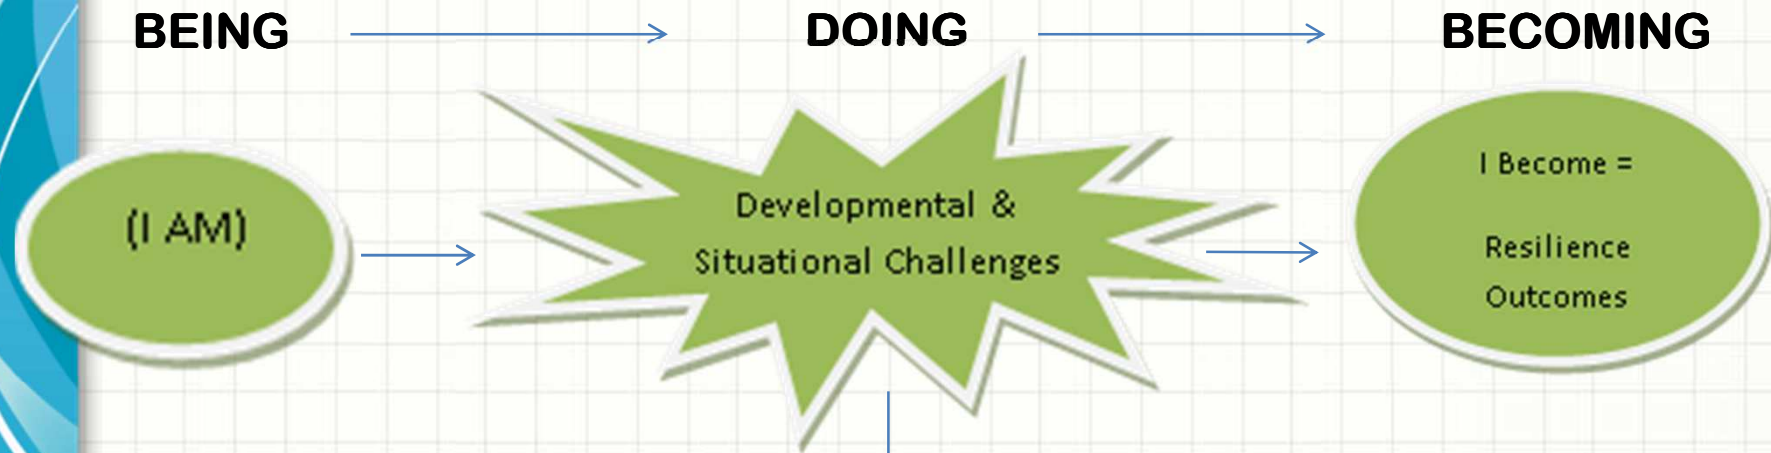 BEING
DOING
BECOMING
(I AM)
Developmental &
Situational Challenges
I Become =
Resilience
Outcomes